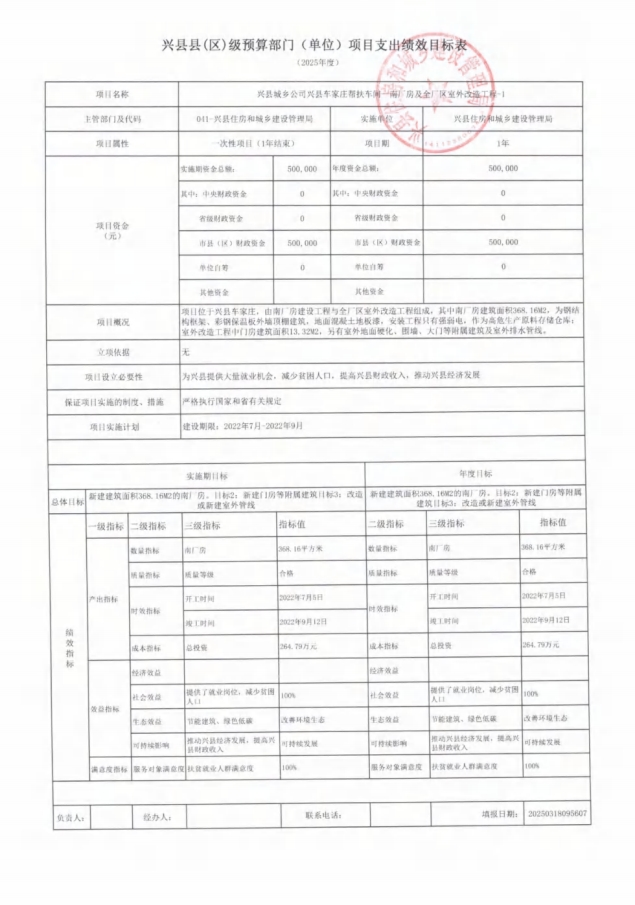 兴县县(区)级预算部门（单位）项目支出绩效目标表
（2025年度）
项目名称 兴县城乡公司兴县车家庄帮扶车间--南厂房及全厂区室外改造工程-1
主管部门及代码 041-兴县住房和城乡建设管理局 实施单位 兴县住房和城乡建设管理局
项目属性 一次性项目（1年结束） 项目期 1年
项目资金
（元）
实施期资金总额： 500,000 年度资金总额： 500,000
其中：中央财政资金 0 其中：中央财政资金 0
省级财政资金 0 省级财政资金 0
市县（区）财政资金 500,000 市县（区）财政资金 500,000
单位自筹 0 单位自筹 0
其他资金 其他资金
项目概况
项目位于兴县车家庄，由南厂房建设工程与全厂区室外改造工程组成，其中南厂房建筑面积368.16M2，为钢结
构框架、彩钢保温板外墙顶棚建筑，地面混凝土地板漆，安装工程只有强弱电，作为高危生产原料存储仓库；
室外改造工程中门房建筑面积13.32M2，另有室外地面硬化、围墙、大门等附属建筑及室外排水管线。
立项依据 无
项目设立必要性 为兴县提供大量就业机会，减少贫困人口，提高兴县财政收入，推动兴县经济发展
保证项目实施的制度、措施 严格执行国家和省有关规定
项目实施计划 建设期限：2022年7月-2022年9月
实施期目标 年度目标
总体目标
新建建筑面积368.16M2的南厂房，目标2：新建门房等附属建筑目标3：改造
或新建室外管线
新建建筑面积368.16M2的南厂房，目标2：新建门房等附属
建筑目标3：改造或新建室外管线
绩效指标
一级指标 二级指标 三级指标 指标值 二级指标 三级指标 指标值
产出指标
数量指标 南厂房 368.16平方米 数量指标 南厂房 368.16平方米
质量指标 质量等级 合格 质量指标 质量等级 合格
时效指标 开工时间 2022年7月5日 时效指标 开工时间 2022年7月5日
竣工时间 2022年9月12日 竣工时间 2022年9月12日
成本指标 总投资 264.79万元 成本指标 总投资 264.79万元
效益指标
经济效益 经济效益
社会效益 提供了就业岗位，减少贫困人口 100% 社会效益 提供了就业岗位，减少贫困人口 100%
生态效益 节能建筑、绿色低碳 改善环境生态 生态效益 节能建筑、绿色低碳 改善环境生态
可持续影响 推动兴县经济发展，提高兴县财政收入 可持续发展 可持续影响 推动兴县经济发展，提高兴县财政收入 可持续发展
满意度指标 服务对象满意度 扶贫就业人群满意度 100% 服务对象满意度 扶贫就业人群满意度 100%
负责人： 经办人： 联系电话： 填报日期： 20250318095607
兴县住房和城乡建设管理局